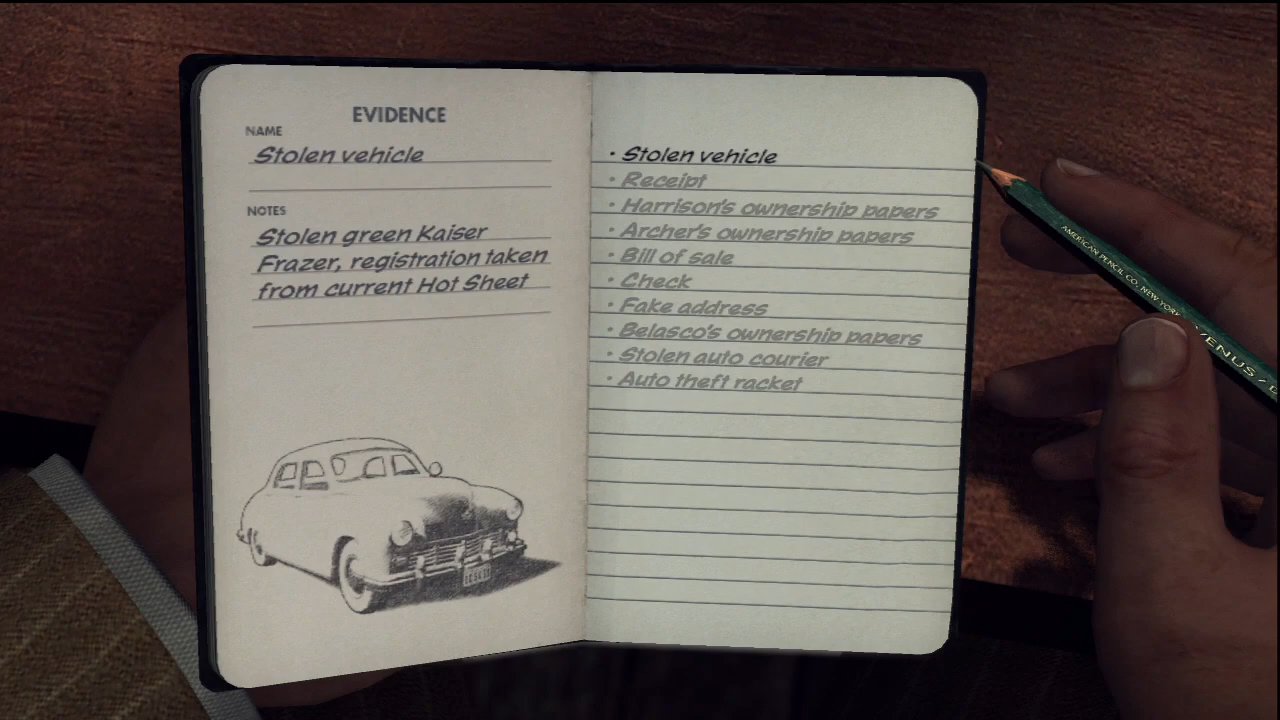 EVIDENCE
NAME
Stolen vehicle
NOTES
Stolen green Kaiser
Frazer, registration taken
from current Hot Sheet
• Stolen vehicle
• Receipt
• Harrison's ownership papers
• Archer's ownership papers
• Bill of sale
• Check
• Fake address
• Belasco's ownership papers
• Stolen auto courier
• Auto theft racket
AMERICAN PENCIL CO. NEW YORK
VENUS